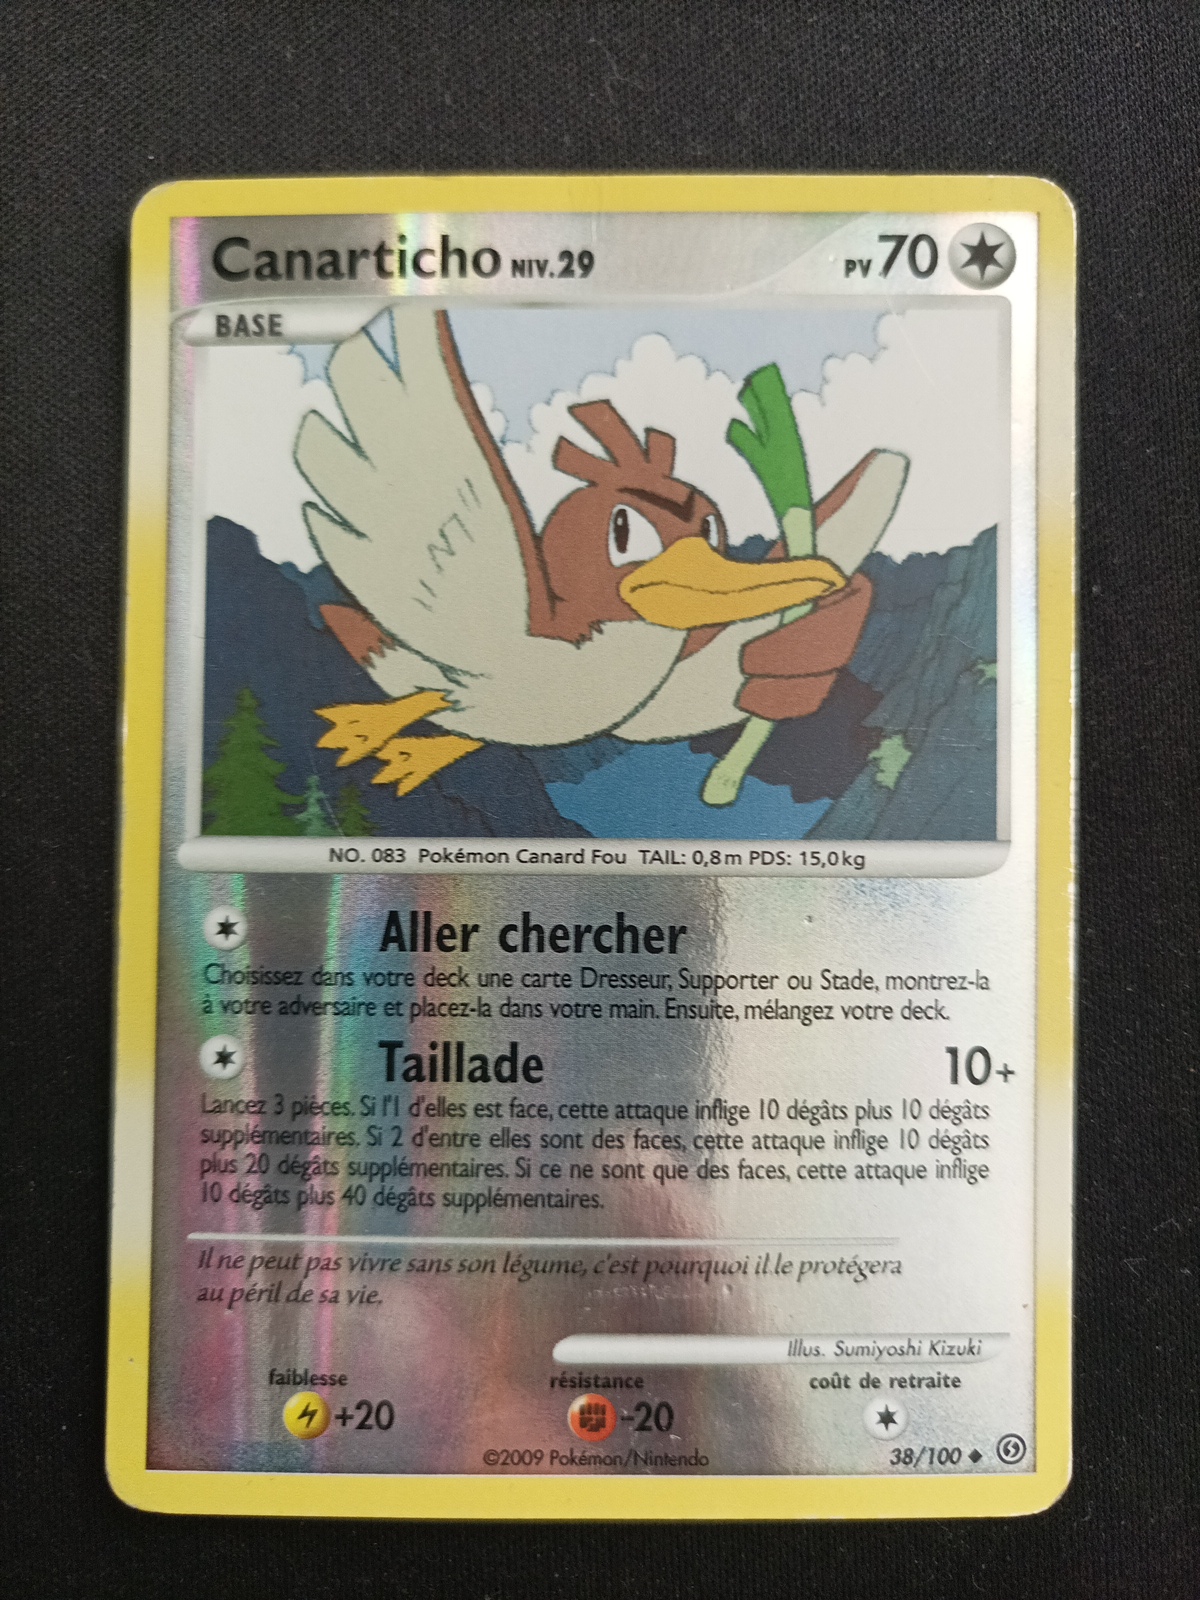 Canarticho NIV.29 PV 70
BASE
NO. 083 Pokémon Canard Fou TAIL: 0,8m PDS: 15,0kg
Aller chercher
Choisissez dans votre deck une carte Dresseur, Supporter ou Stade, montrez-la
à votre adversaire et placez-la dans votre main. Ensuite, mélangez votre deck.
Taillade 10+
Lancez 3 pièces. Si l'1 d'elles est face, cette attaque inflige 10 dégâts plus 10 dégâts
supplémentaires. Si 2 d'entre elles sont des faces, cette attaque inflige 10 dégâts
plus 20 dégâts supplémentaires. Si ce ne sont que des faces, cette attaque inflige
10 dégâts plus 40 dégâts supplémentaires.
Il ne peut pas vivre sans son légume, c'est pourquoi il le protégera
au péril de sa vie.
Illus. Sumiyoshi Kizuki
faiblesse résistance coût de retraite
+20 -20
©2009 Pokémon/Nintendo 38/100